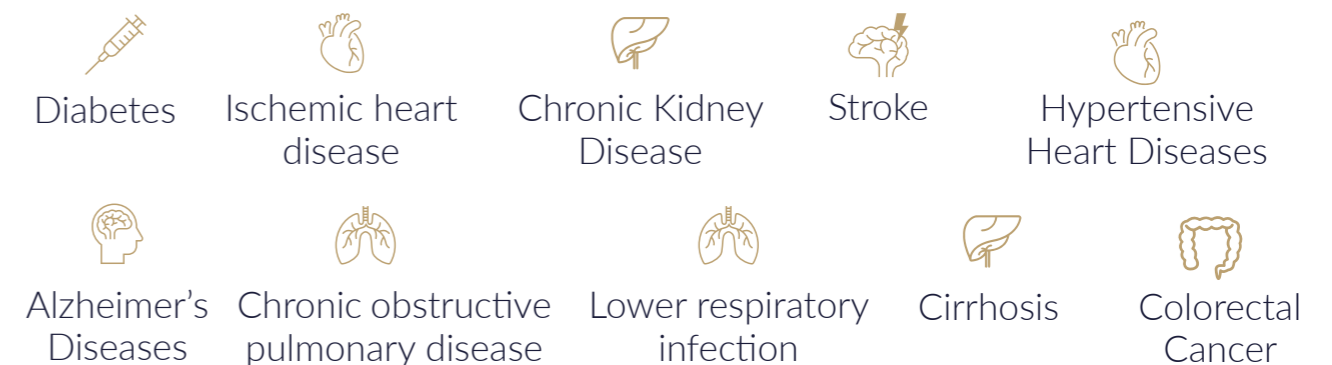 Diabetes
Ischemic heart
disease
Chronic Kidney
Disease
Stroke
Hypertensive
Heart Diseases
Alzheimer’s
Diseases
Chronic obstructive
pulmonary disease
Lower respiratory
infection
Cirrhosis
Colorectal
Cancer